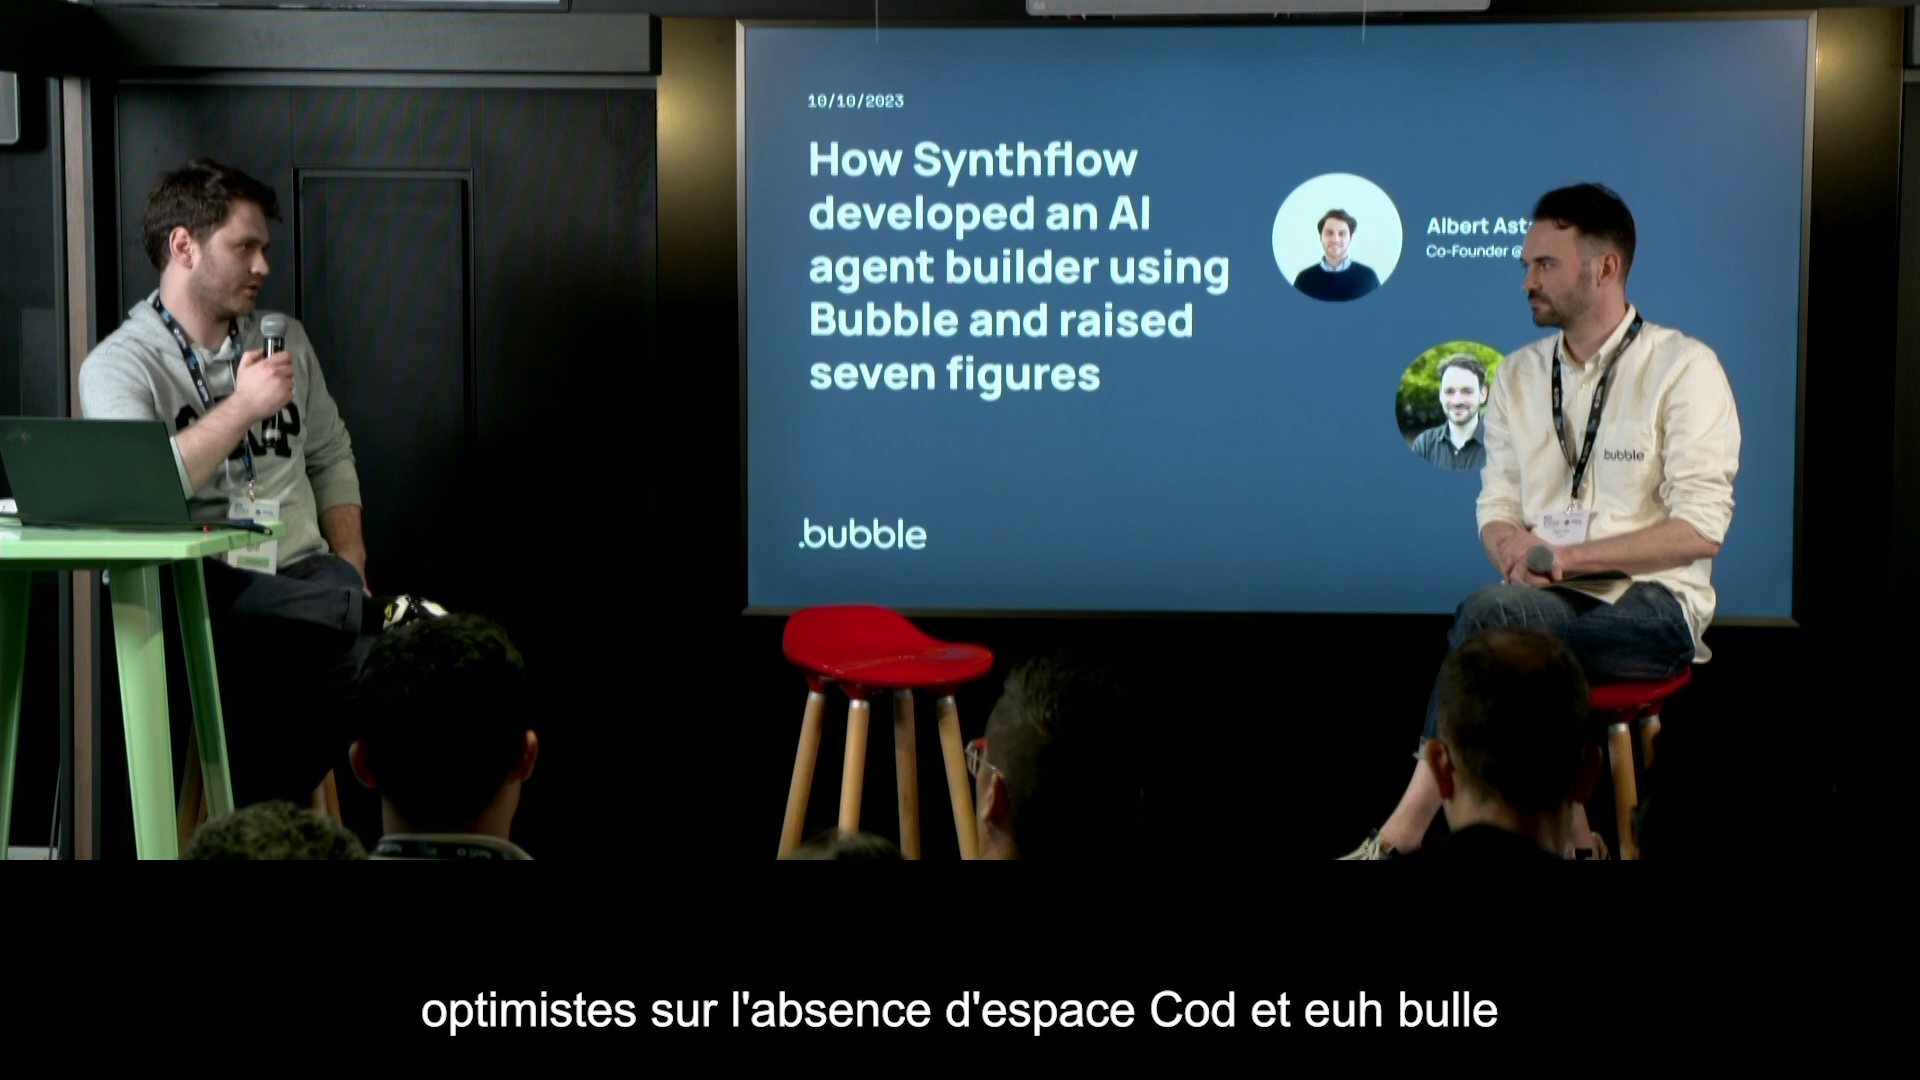 10/10/2023
How Synthflow
developed an AI
agent builder using
Bubble and raised
seven figures
Albert
Co-Founder @
.bubble
.bubble
optimistes sur l'absence d'espace Cod et euh bulle